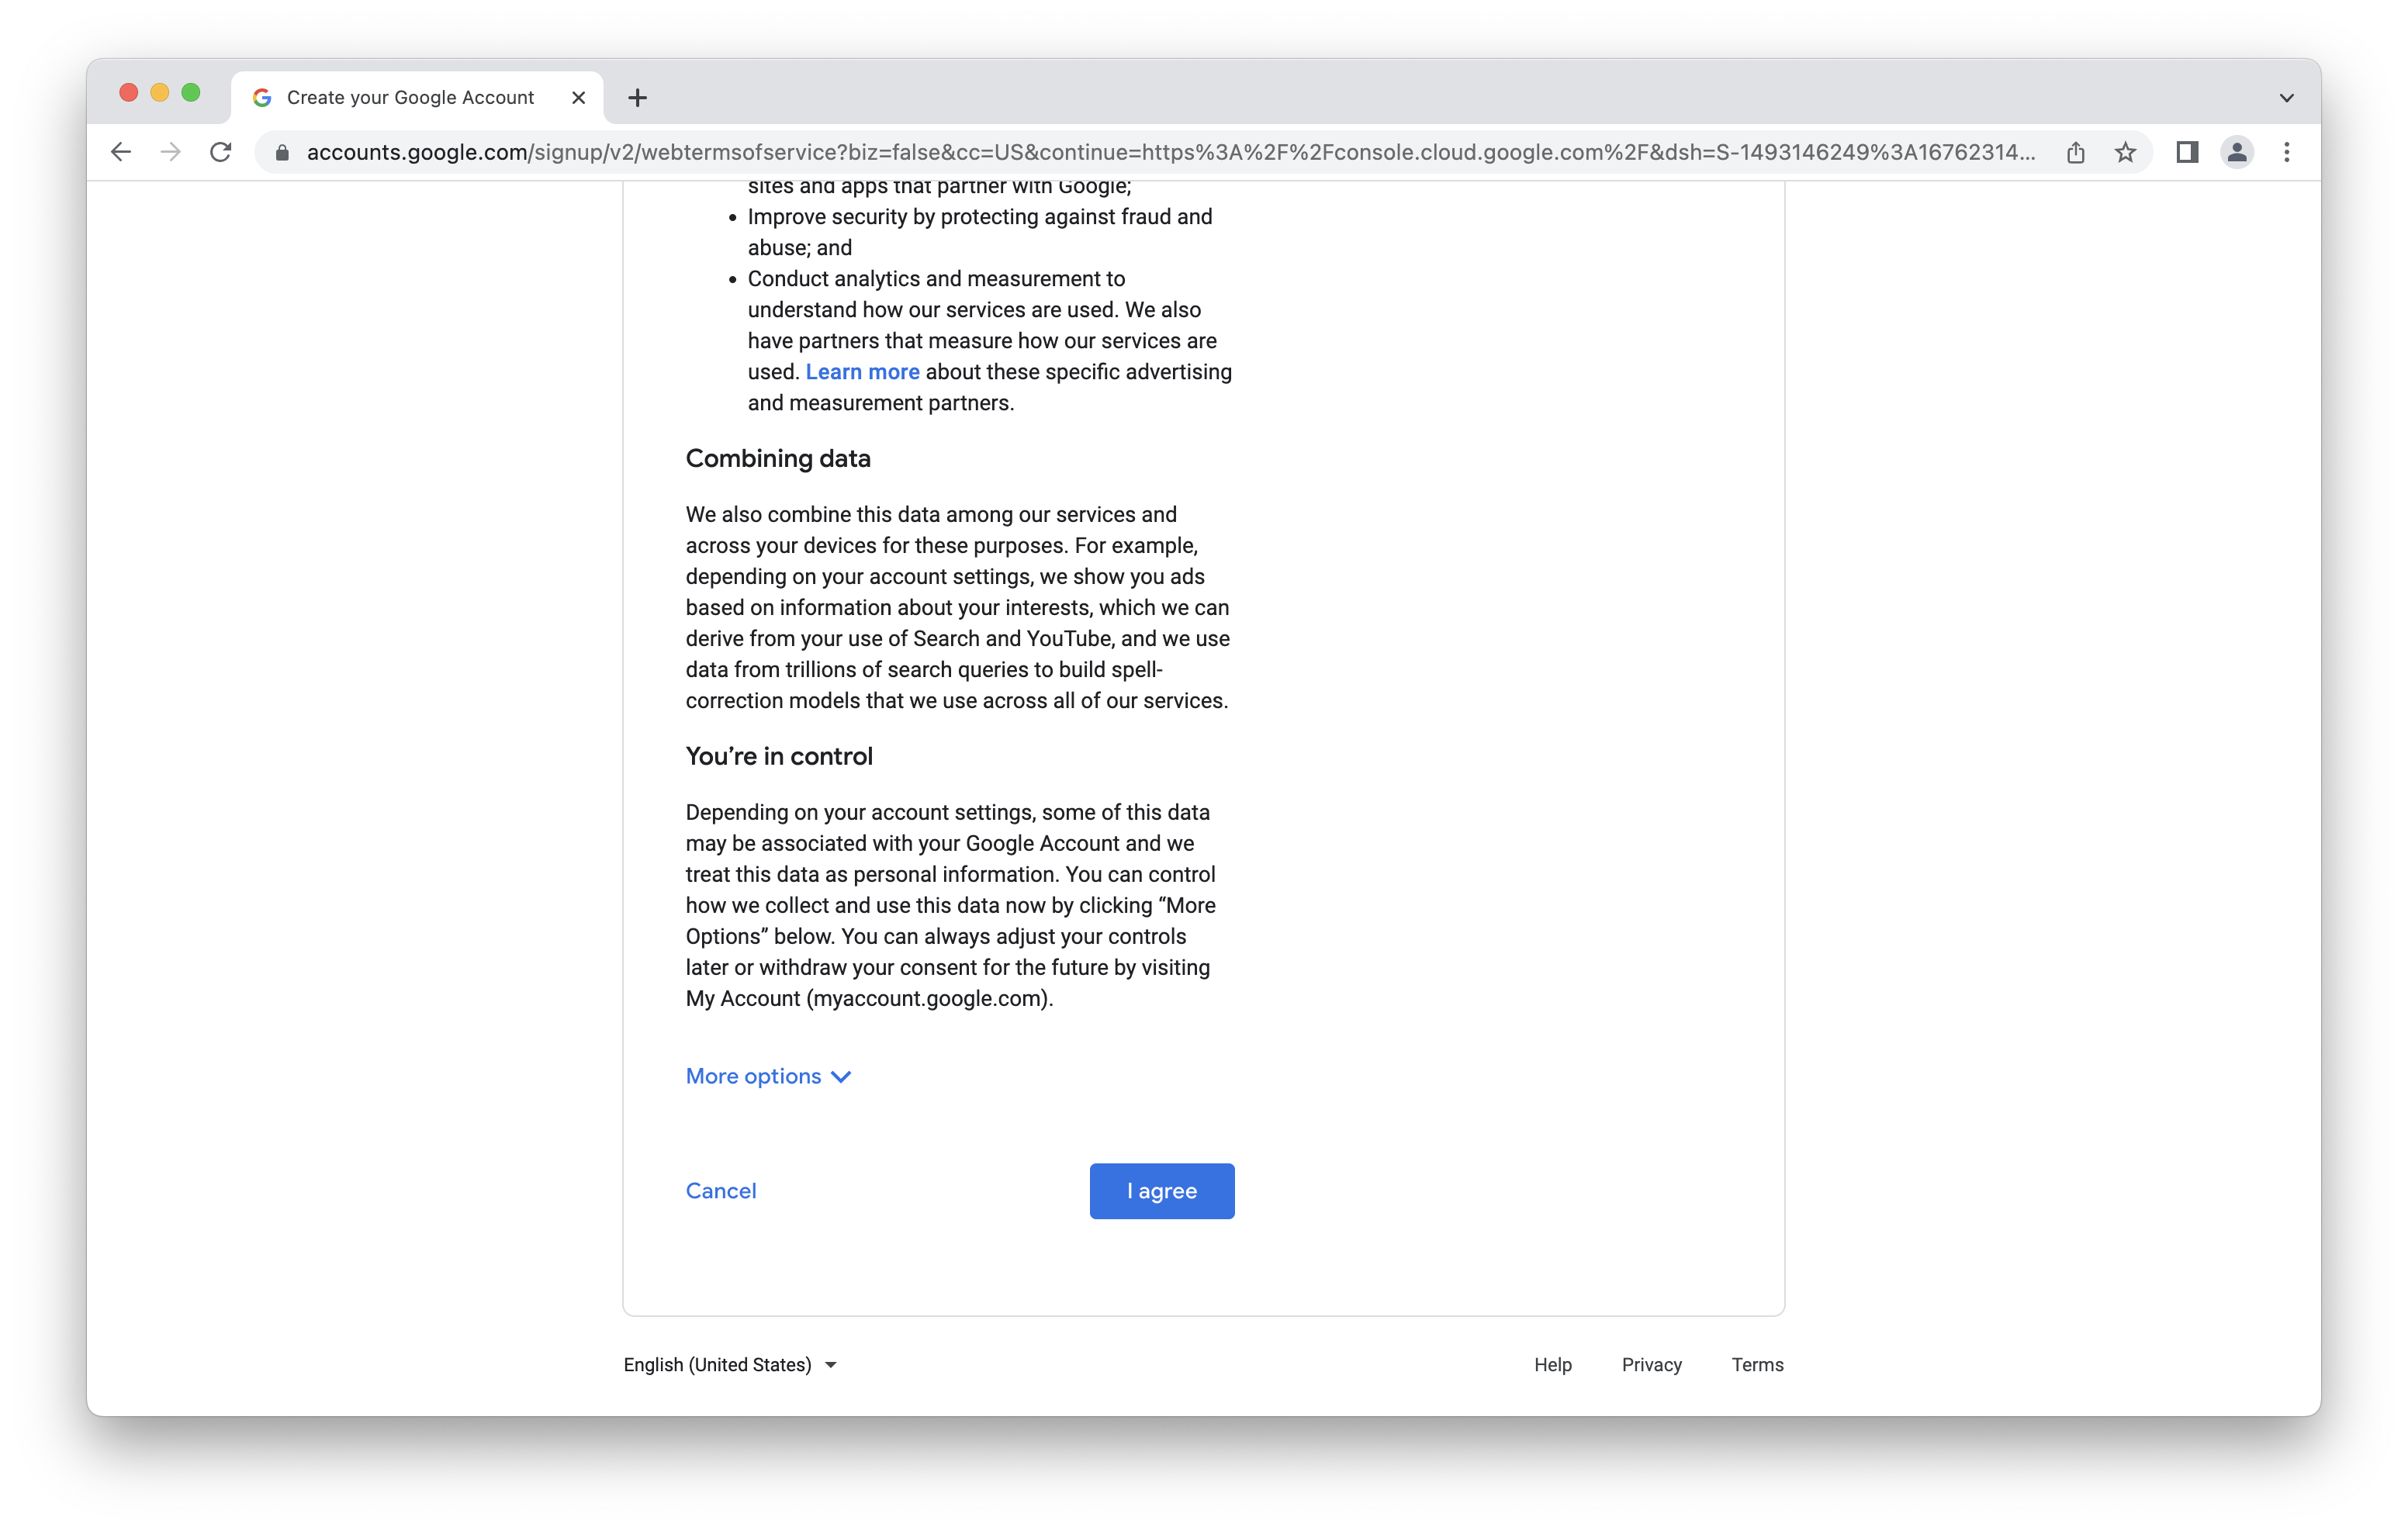 Create your Google Account
accounts.google.com/signup/v2/webtermsofservice?biz=false&cc=US&continue=https%3A%2F%2Fconsole.cloud.google.com%2F&dsh=S-1493146249%3A16762314...
sites and apps that partner with Google;
• Improve security by protecting against fraud and
abuse; and
• Conduct analytics and measurement to
understand how our services are used. We also
have partners that measure how our services are
used. Learn more about these specific advertising
and measurement partners.
Combining data
We also combine this data among our services and
across your devices for these purposes. For example,
depending on your account settings, we show you ads
based on information about your interests, which we can
derive from your use of Search and YouTube, and we use
data from trillions of search queries to build spell-
correction models that we use across all of our services.
You’re in control
Depending on your account settings, some of this data
may be associated with your Google Account and we
treat this data as personal information. You can control
how we collect and use this data now by clicking “More
Options” below. You can always adjust your controls
later or withdraw your consent for the future by visiting
My Account (myaccount.google.com).
More options
Cancel
I agree
English (United States)
Help
Privacy
Terms